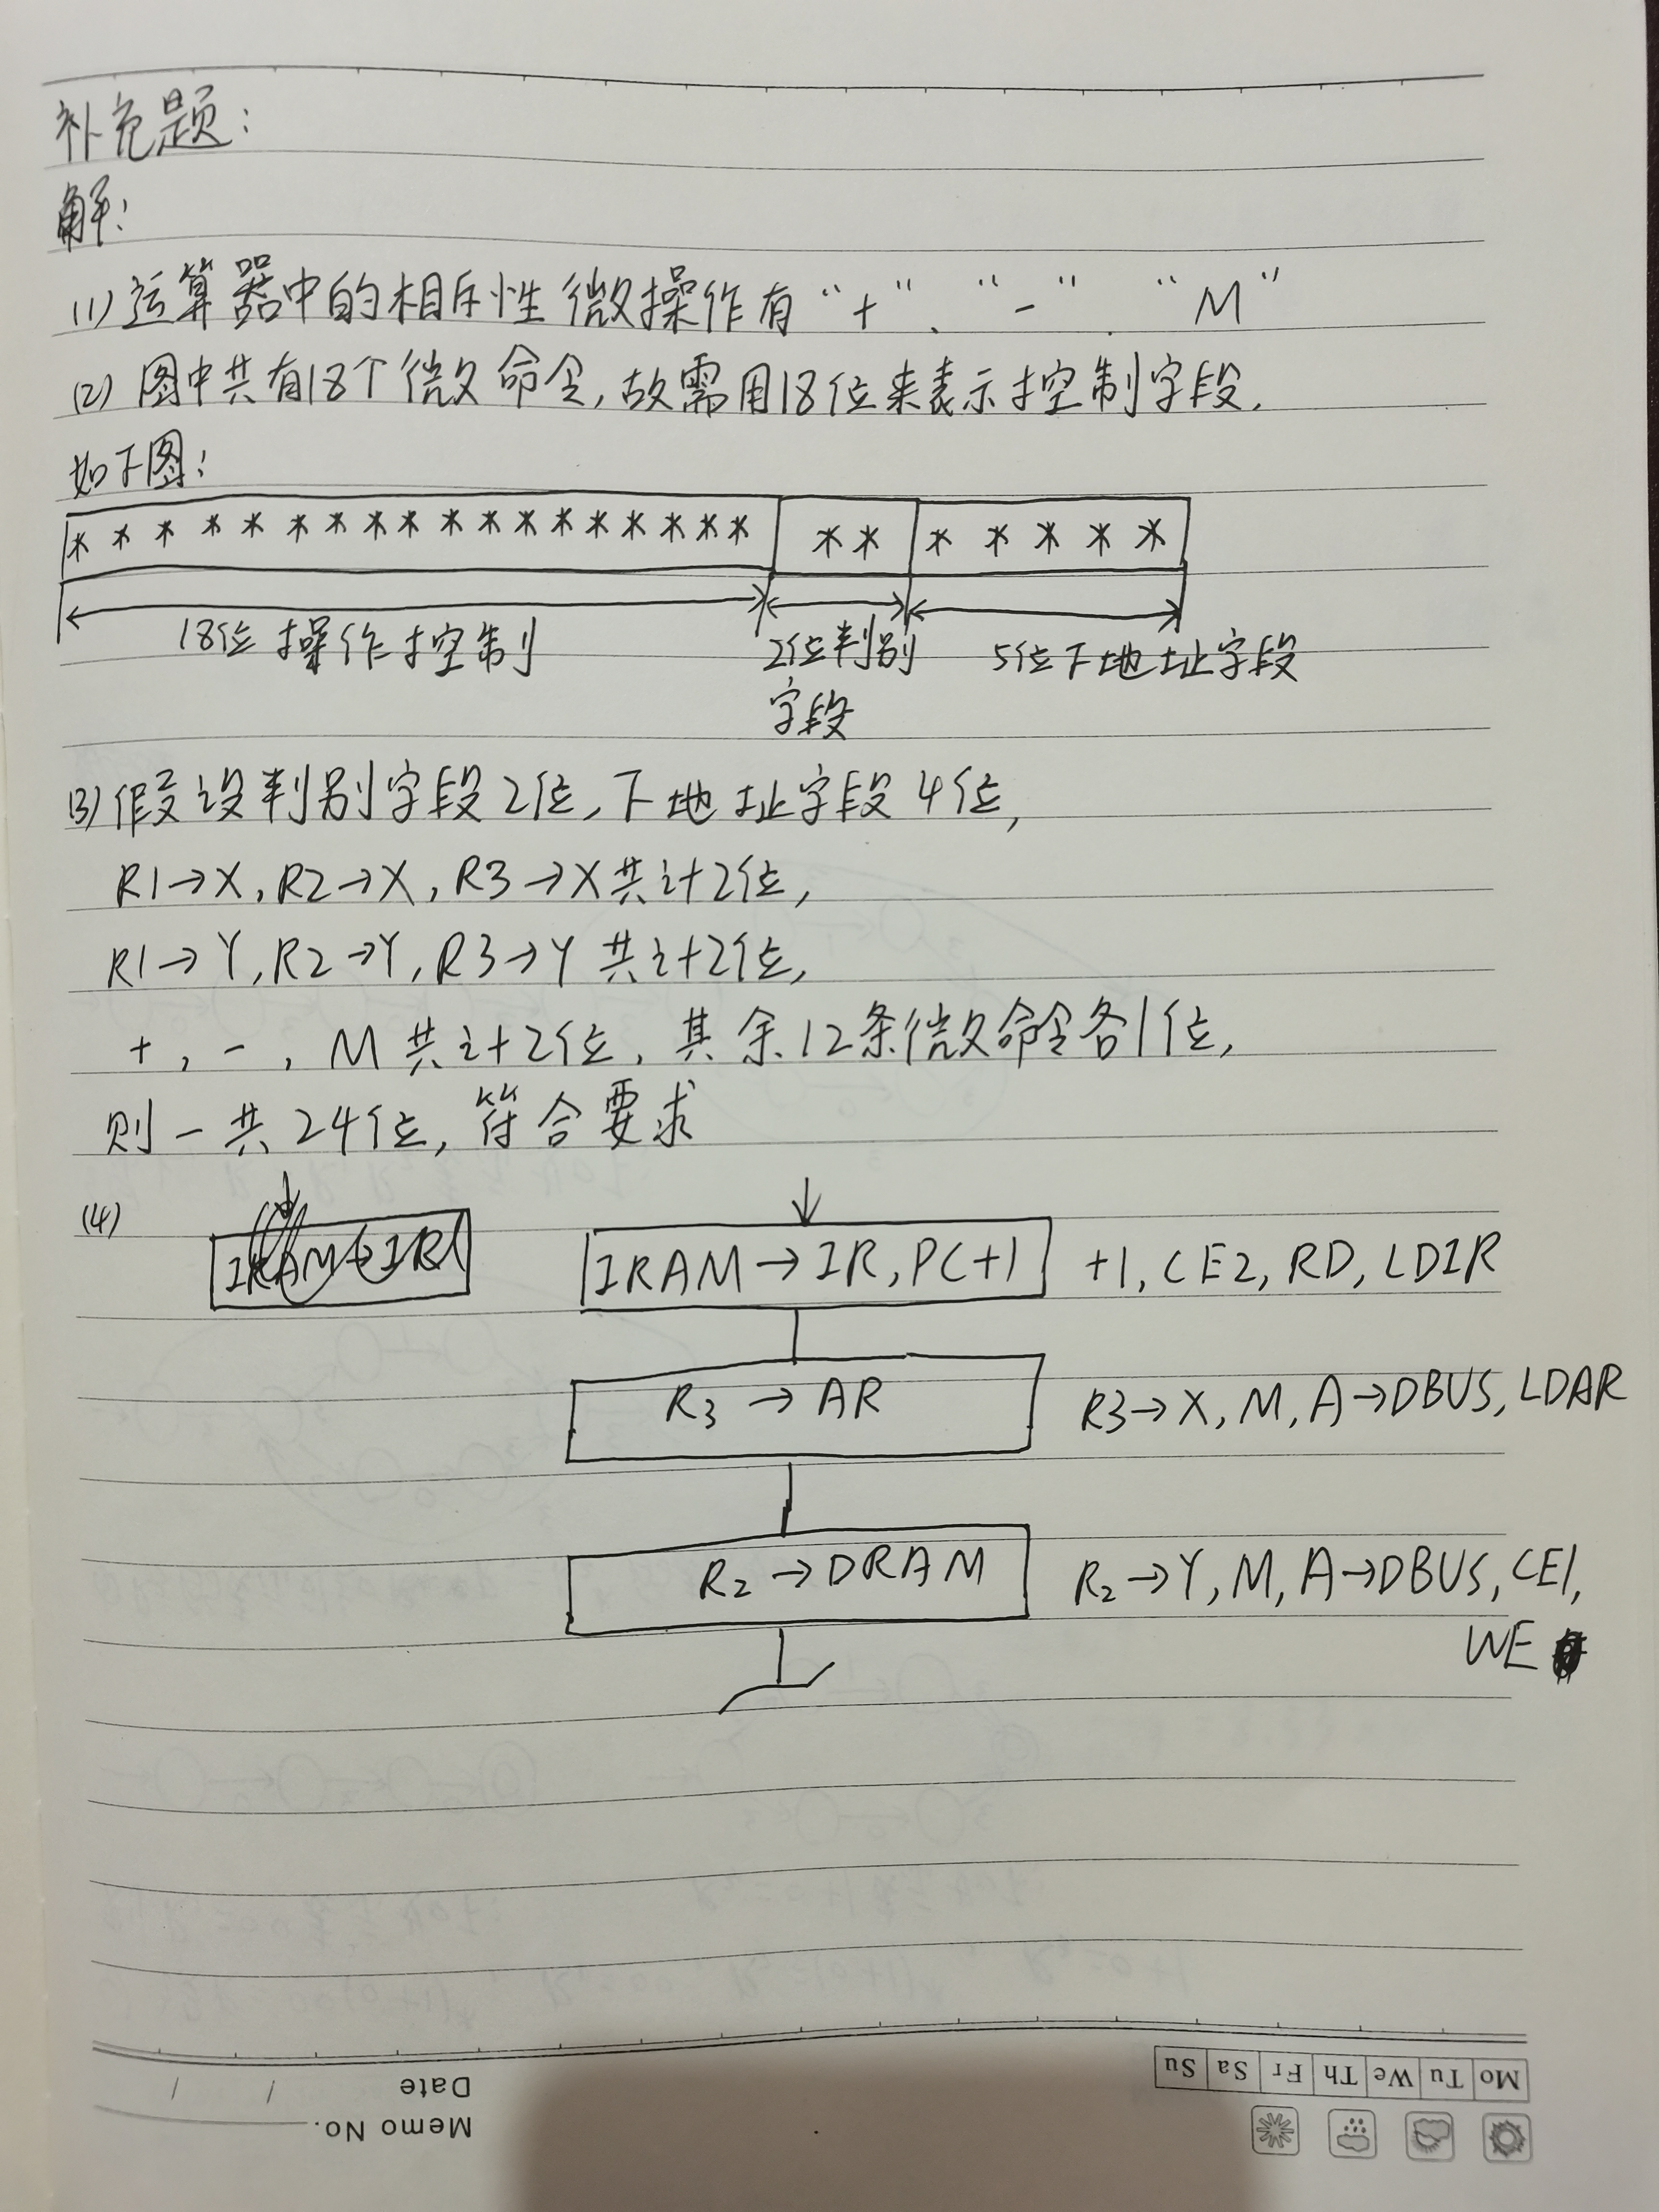 补充题:
解:
(1) 运算器中的相斥性微操作有“+”、“-”、“M”
(2) 图中共有18个微命令,故需用18位来表示控制字段.
如下图:
* * * * * * * * * * * * * * * * * * ** * * * * *
18位操作控制 2位判别 5位下地址字段
字段
(3) 假设判别字段2位,下地址字段4位,
R1→X,R2→X,R3→X共计2位,
R1→Y,R2→Y,R3→Y共计2位,
+,-,M共计2位,其余12条微命令各1位,
则一共24位,符合要求
(4) IRAM→IR,PC+1 +1,CE2,RD,LDIR
R3→AR R3→X,M,A→DBUS,LDAR
R2→DRAM R2→Y,M,A→DBUS,CE1,
WE
Mo Tu We Th Fr Sa Su
Memo No.
Date / /